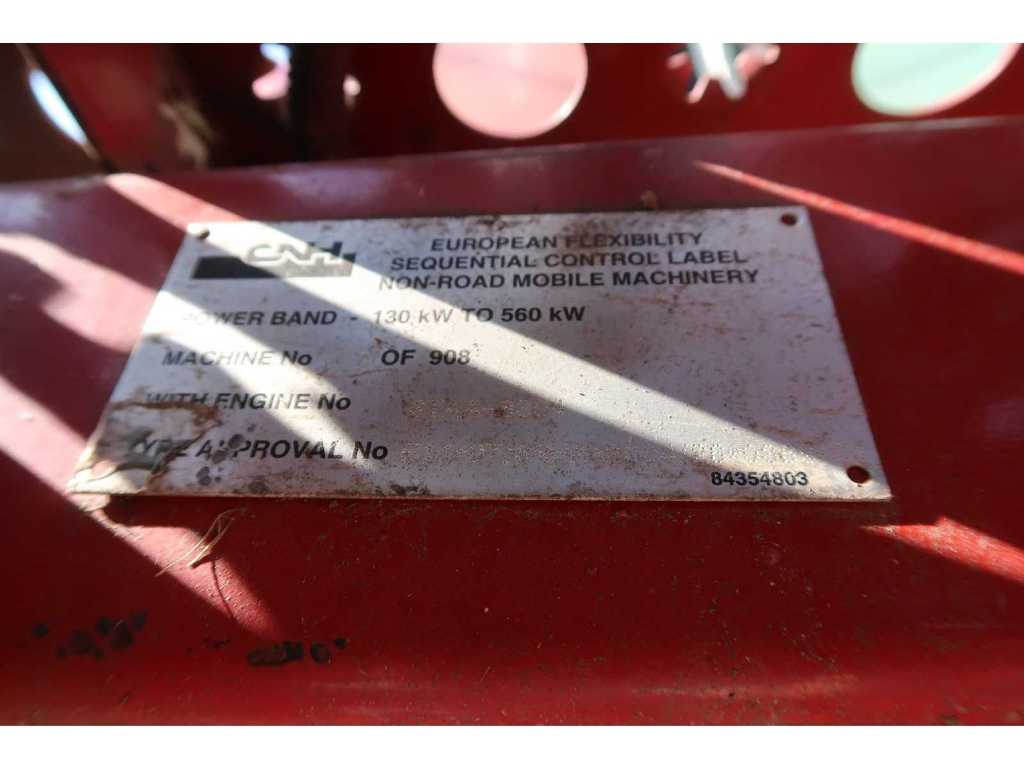 CNH
EUROPEAN FLEXIBILITY
SEQUENTIAL CONTROL LABEL
NON-ROAD MOBILE MACHINERY
POWER BAND - 130 kW TO 560 kW
MACHINE No OF 908
WITH ENGINE No
TYPE APPROVAL No
84354803